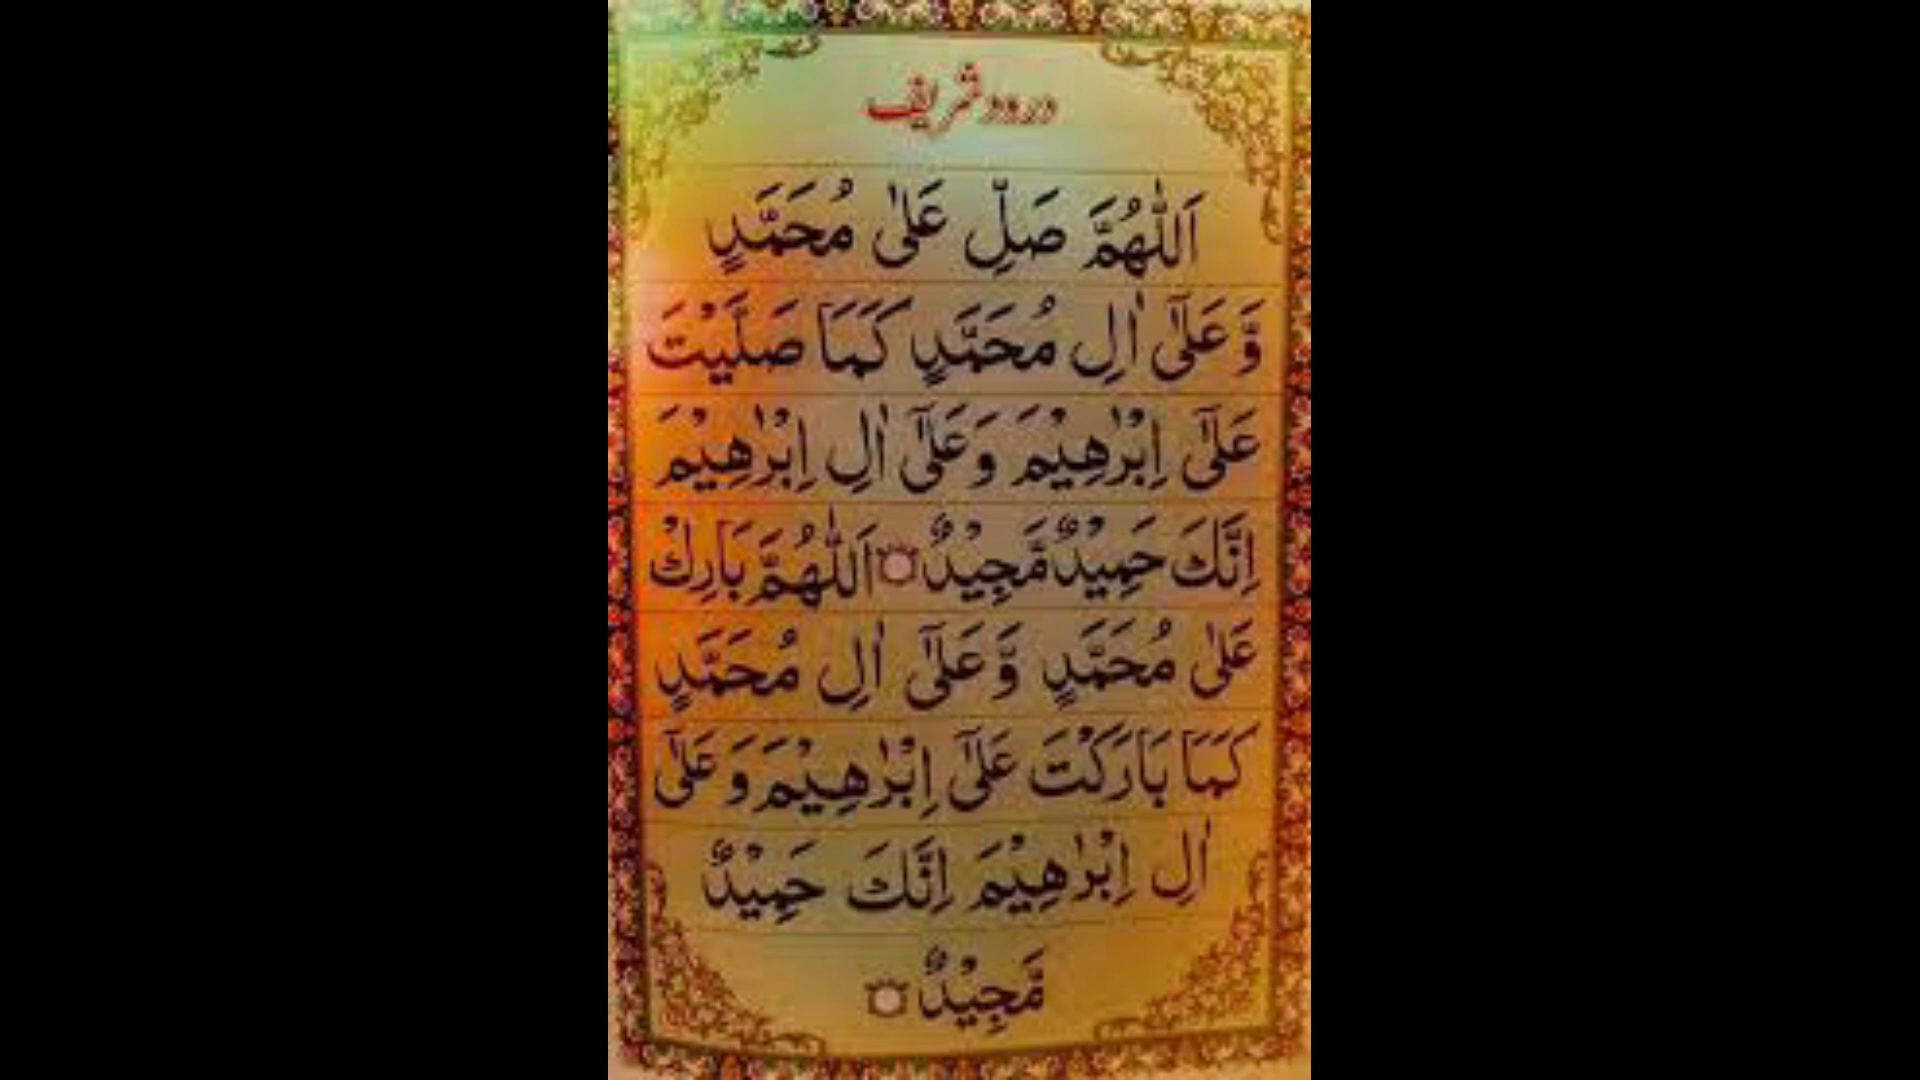 درود شریف
اَللّٰهُمَّ صَلِّ عَلٰى مُحَمَّدٍ
وَّعَلٰٓى اٰلِ مُحَمَّدٍ كَمَا صَلَّيْتَ
عَلٰٓى اِبْرٰهِيْمَ وَعَلٰٓى اٰلِ اِبْرٰهِيْمَ
اِنَّكَ حَمِيْدٌ مَّجِيْدٌ اَللّٰهُمَّ بَارِكْ
عَلٰى مُحَمَّدٍ وَّعَلٰٓى اٰلِ مُحَمَّدٍ
كَمَا بَارَكْتَ عَلٰٓى اِبْرٰهِيْمَ وَعَلٰٓى
اٰلِ اِبْرٰهِيْمَ اِنَّكَ حَمِيْدٌ
مَّجِيْدٌ